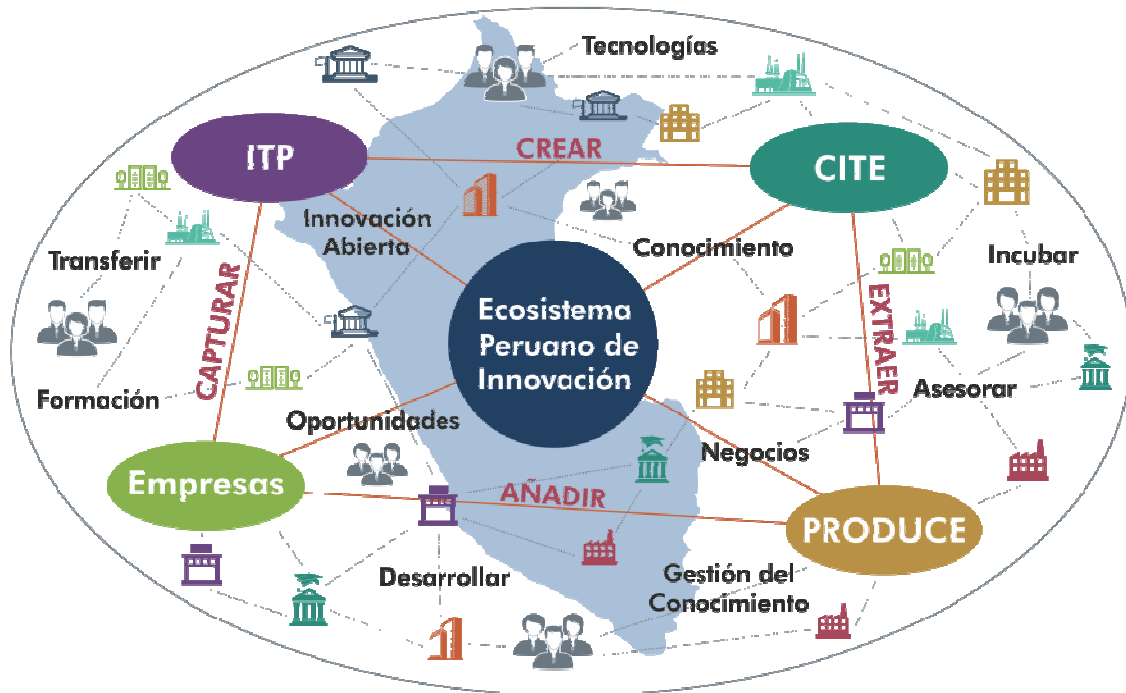 Tecnologías
ITP
CREAR
CITE
Innovación
Abierta
Conocimiento
Transferir
Incubar
CAPTURAR
EXTRAER
Ecosistema
Peruano de
Innovación
Formación
Asesorar
Oportunidades
Negocios
Empresas
AÑADIR
PRODUCE
Desarrollar
Gestión del
Conocimiento